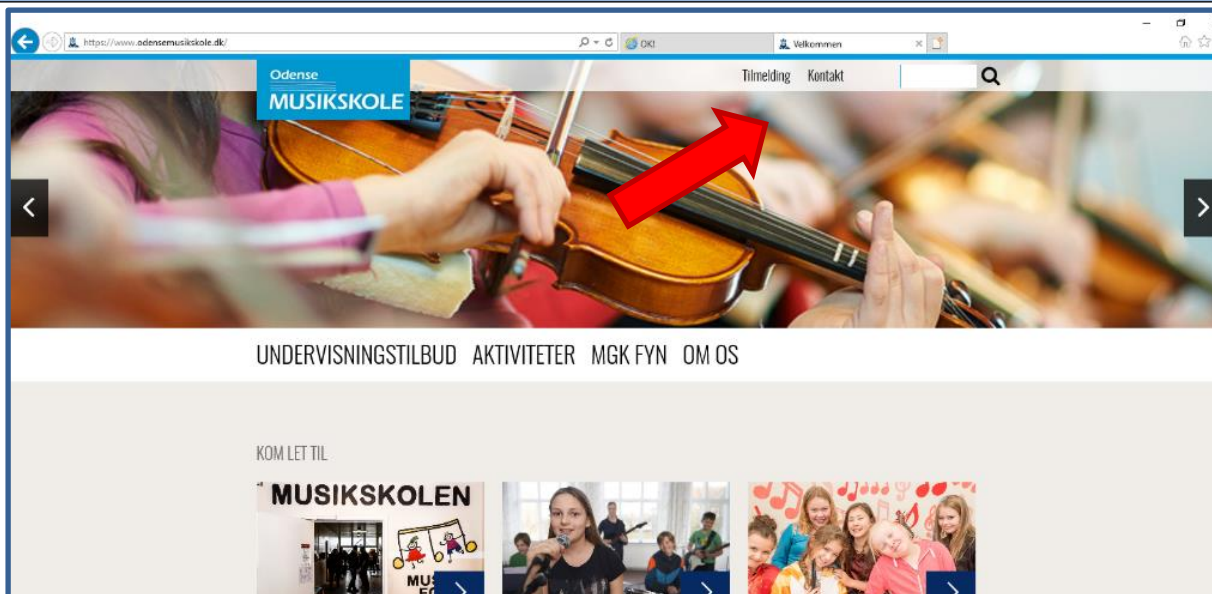 https://www.odensemusikskole.dk/
OK!
Velkommen
Odense
MUSIKSKOLE
Tilmelding Kontakt
UNDERVISNINGSTILBUD AKTIVITETER MGK FYN OM OS
KOM LET TIL
MUSIKSKOLEN